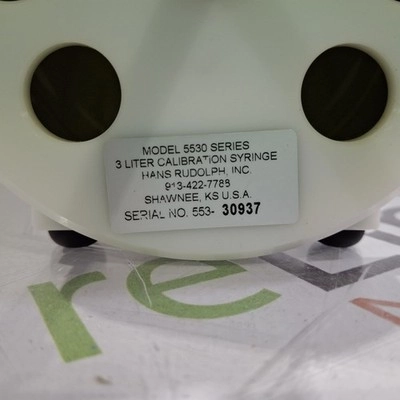 MODEL 5530 SERIES
3 LITER CALIBRATION SYRINGE
HANS RUDOLPH, INC.
913-422-7788
SHAWNEE, KS U.S.A.
SERIAL NO. 553- 30937
reLi